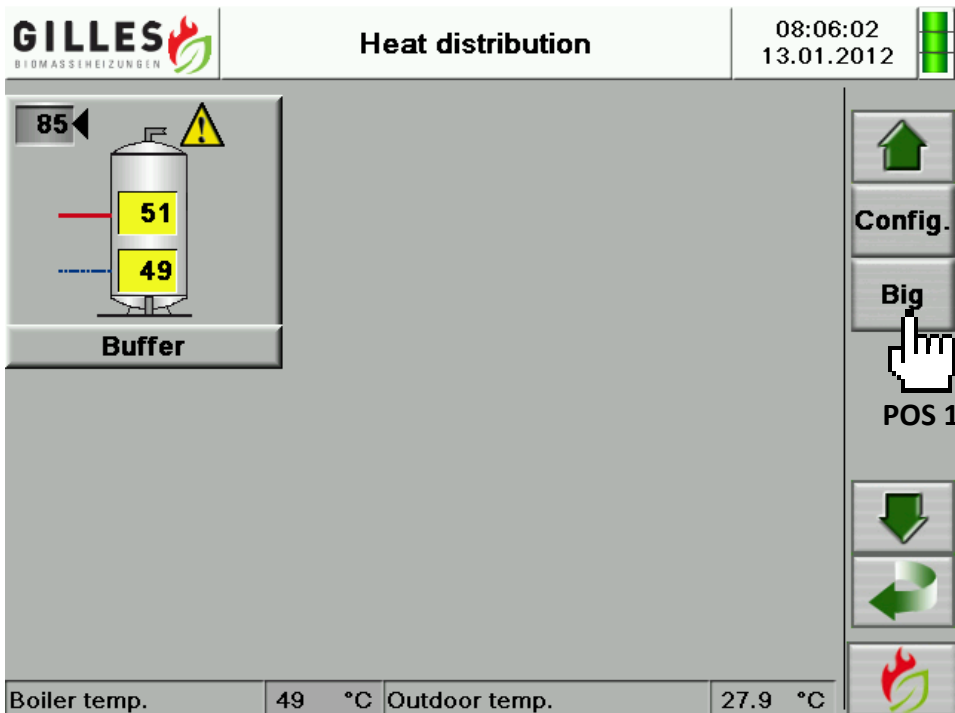 GILLES
BIOMASSEHEIZUNGEN
Heat distribution
08:06:02
13.01.2012
85
51
49
Buffer
Config.
Big
POS 1
Boiler temp. 49 °C Outdoor temp. 27.9 °C